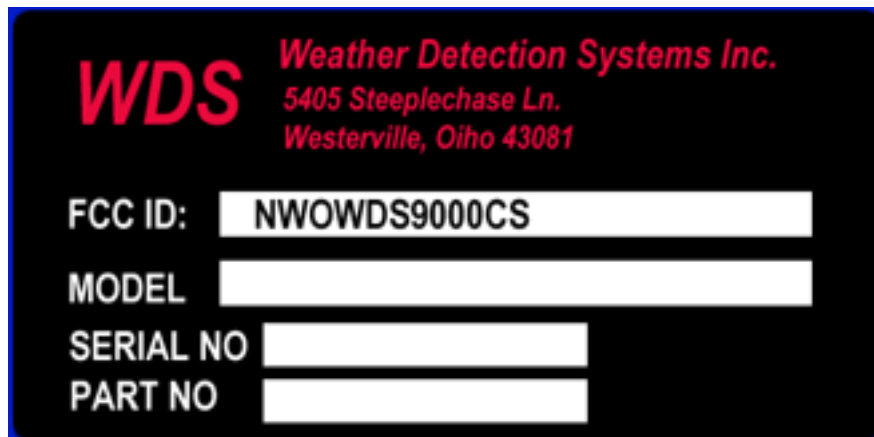 WDS
Weather Detection Systems Inc.
5405 Steeplechase Ln.
Westerville, Oiho 43081
FCC ID: NWOWDS9000CS
MODEL
SERIAL NO
PART NO